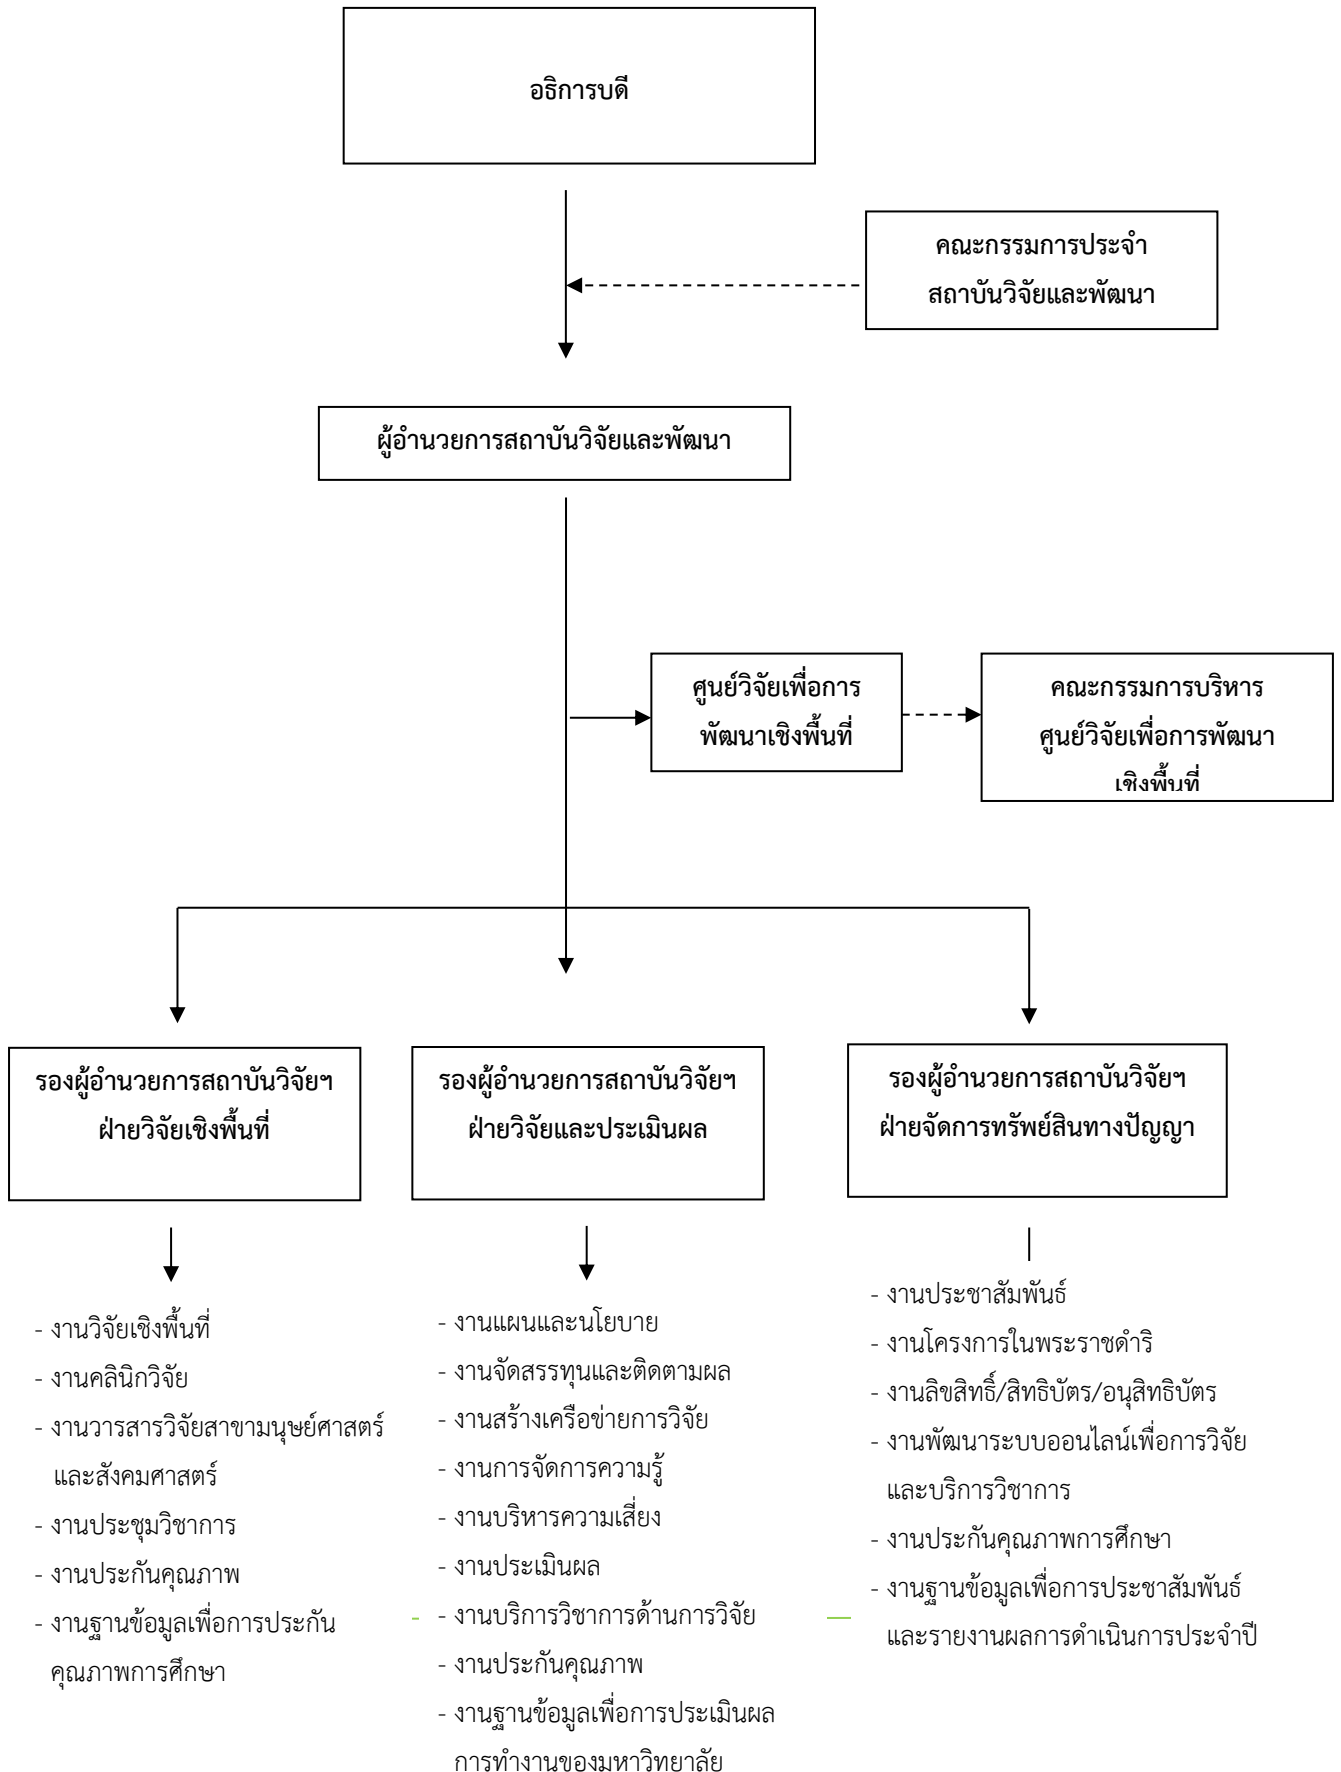 อธิการบดี
คณะกรรมการประจำ
สถาบันวิจัยและพัฒนา
ผู้อำนวยการสถาบันวิจัยและพัฒนา
ศูนย์วิจัยเพื่อการ
พัฒนาเชิงพื้นที่
คณะกรรมการบริหาร
ศูนย์วิจัยเพื่อการพัฒนา
เชิงพื้นที่
รองผู้อำนวยการสถาบันวิจัยฯ
ฝ่ายวิจัยเชิงพื้นที่
รองผู้อำนวยการสถาบันวิจัยฯ
ฝ่ายวิจัยและประเมินผล
รองผู้อำนวยการสถาบันวิจัยฯ
ฝ่ายจัดการทรัพย์สินทางปัญญา
- งานวิจัยเชิงพื้นที่
- งานคลินิกวิจัย
- งานวารสารวิจัยสาขามนุษย์ศาสตร์
และสังคมศาสตร์
- งานประชุมวิชาการ
- งานประกันคุณภาพ
- งานฐานข้อมูลเพื่อการประกัน
คุณภาพการศึกษา
- งานแผนและนโยบาย
- งานจัดสรรทุนและติดตามผล
- งานสร้างเครือข่ายการวิจัย
- งานการจัดการความรู้
- งานบริหารความเสี่ยง
- งานประเมินผล
- งานบริการวิชาการด้านการวิจัย
- งานประกันคุณภาพ
- งานฐานข้อมูลเพื่อการประเมินผล
การทำงานของมหาวิทยาลัย
- งานประชาสัมพันธ์
- งานโครงการในพระราชดำริ
- งานลิขสิทธิ์/สิทธิบัตร/อนุสิทธิบัตร
- งานพัฒนาระบบออนไลน์เพื่อการวิจัย
และบริการวิชาการ
- งานประกันคุณภาพการศึกษา
- งานฐานข้อมูลเพื่อการประชาสัมพันธ์
และรายงานผลการดำเนินการประจำปี